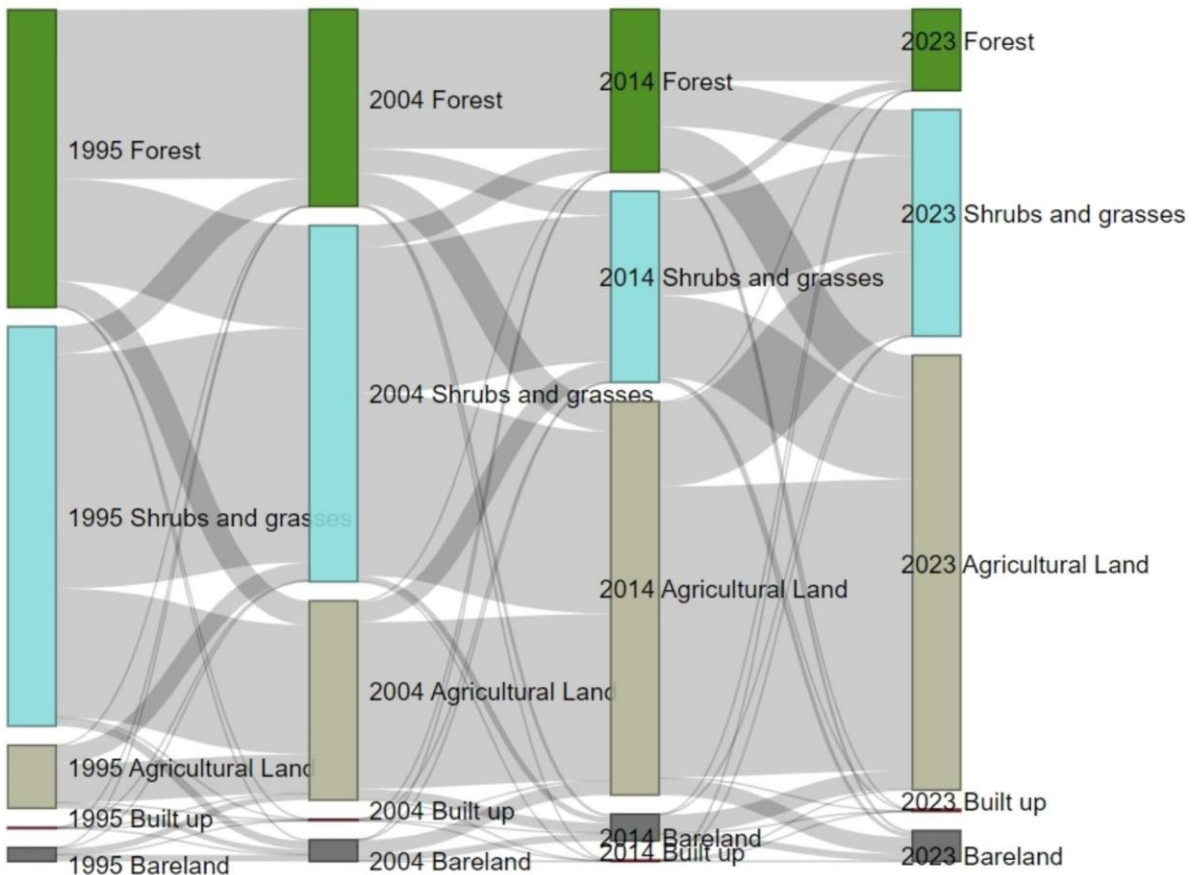 1995 Forest
1995 Shrubs and grasses
1995 Agricultural Land
1995 Built up
1995 Bareland
2004 Forest
2004 Shrubs and grasses
2004 Agricultural Land
2004 Built up
2004 Bareland
2014 Forest
2014 Shrubs and grasses
2014 Agricultural Land
2014 Bareland
2014 Built up
2023 Forest
2023 Shrubs and grasses
2023 Agricultural Land
2023 Built up
2023 Bareland